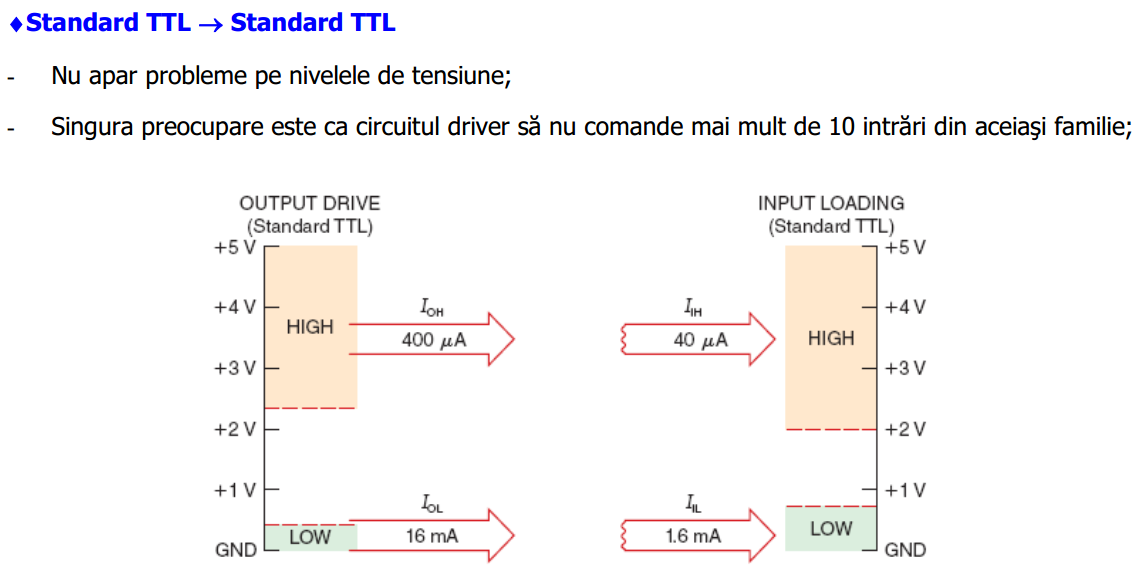 ♦Standard TTL → Standard TTL
- Nu apar probleme pe nivelele de tensiune;
- Singura preocupare este ca circuitul driver să nu comande mai mult de 10 intrări din aceiaşi familie;
OUTPUT DRIVE
(Standard TTL)
+5 V
+4 V
HIGH
+3 V
+2 V
+1 V
LOW
GND
IOH
400 μA
IOL
16 mA
INPUT LOADING
(Standard TTL)
IIH
40 μA
IIL
1.6 mA
+5 V
+4 V
HIGH
+3 V
+2 V
+1 V
LOW
GND